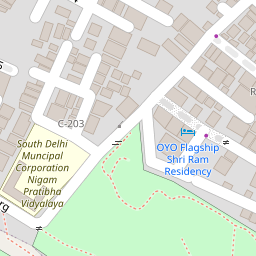 C-203
South Delhi
Muncipal
Corporation
Nigam
Pratibha
Vidyalaya
OYO Flagship
Shri Ram
Residency